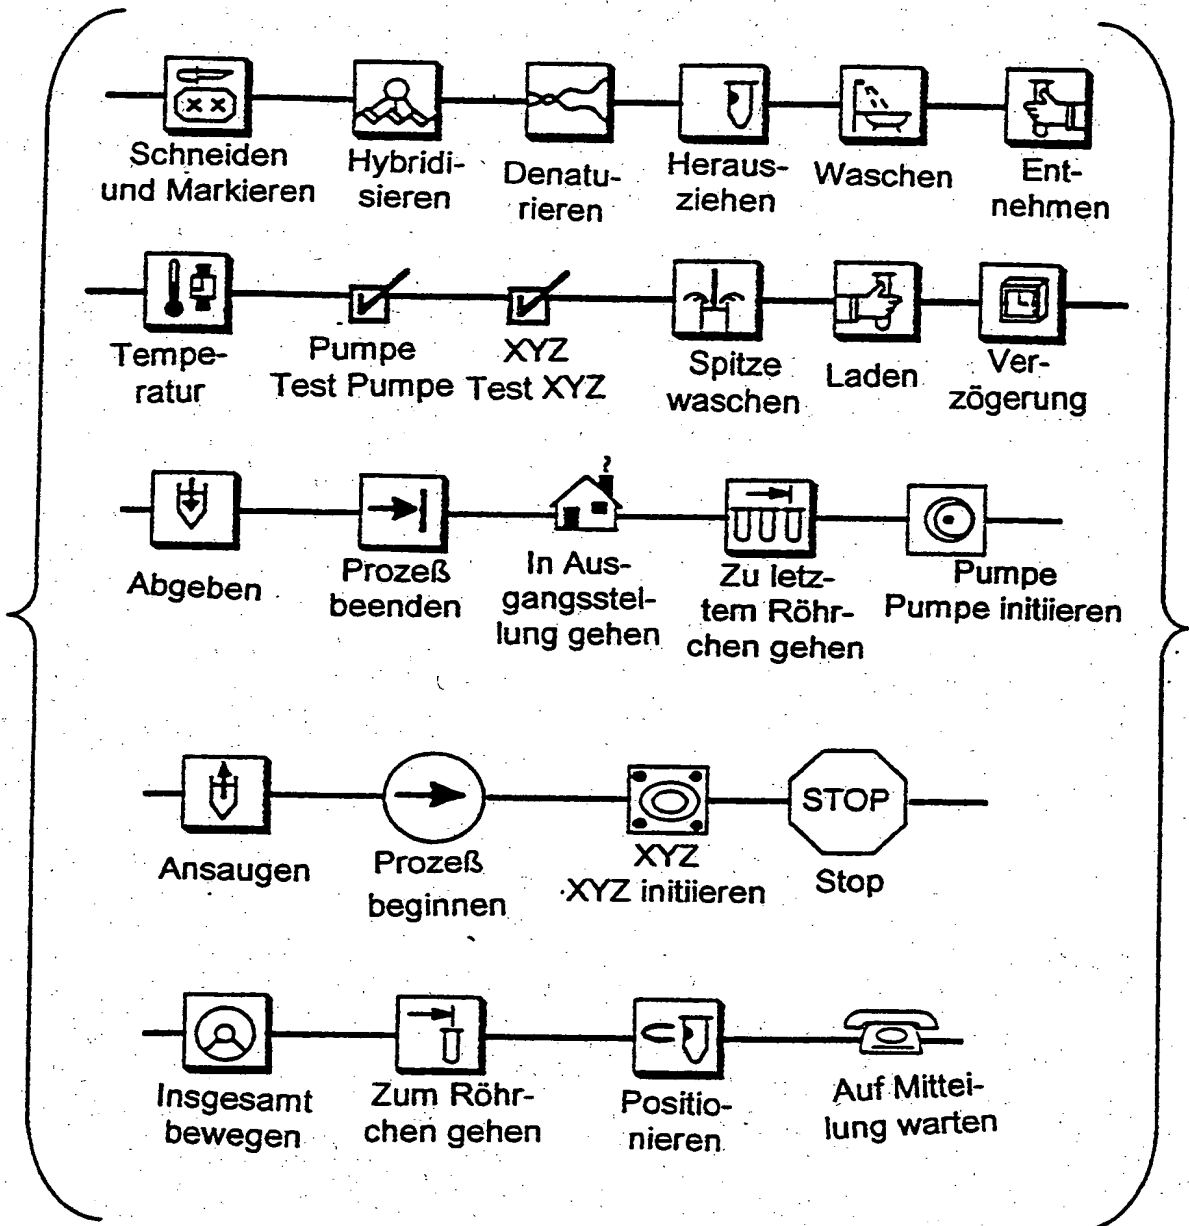 Schneiden
und Markieren
Hybridi-
sieren
Denatu-
rieren
Heraus-
ziehen
Waschen
Ent-
nehmen
Tempe-
ratur
Pumpe
Test Pumpe
XYZ
Test XYZ
Spitze
waschen
Laden
Ver-
zögerung
Abgeben
Prozeß
beenden
In Aus-
gangsstel-
lung gehen
Zu letz-
tem Röhr-
chen gehen
Pumpe
Pumpe initiieren
Ansaugen
Prozeß
beginnen
XYZ
XYZ initiieren
STOP
Stop
Insgesamt
bewegen
Zum Röhr-
chen gehen
Positio-
nieren
Auf Mittei-
lung warten